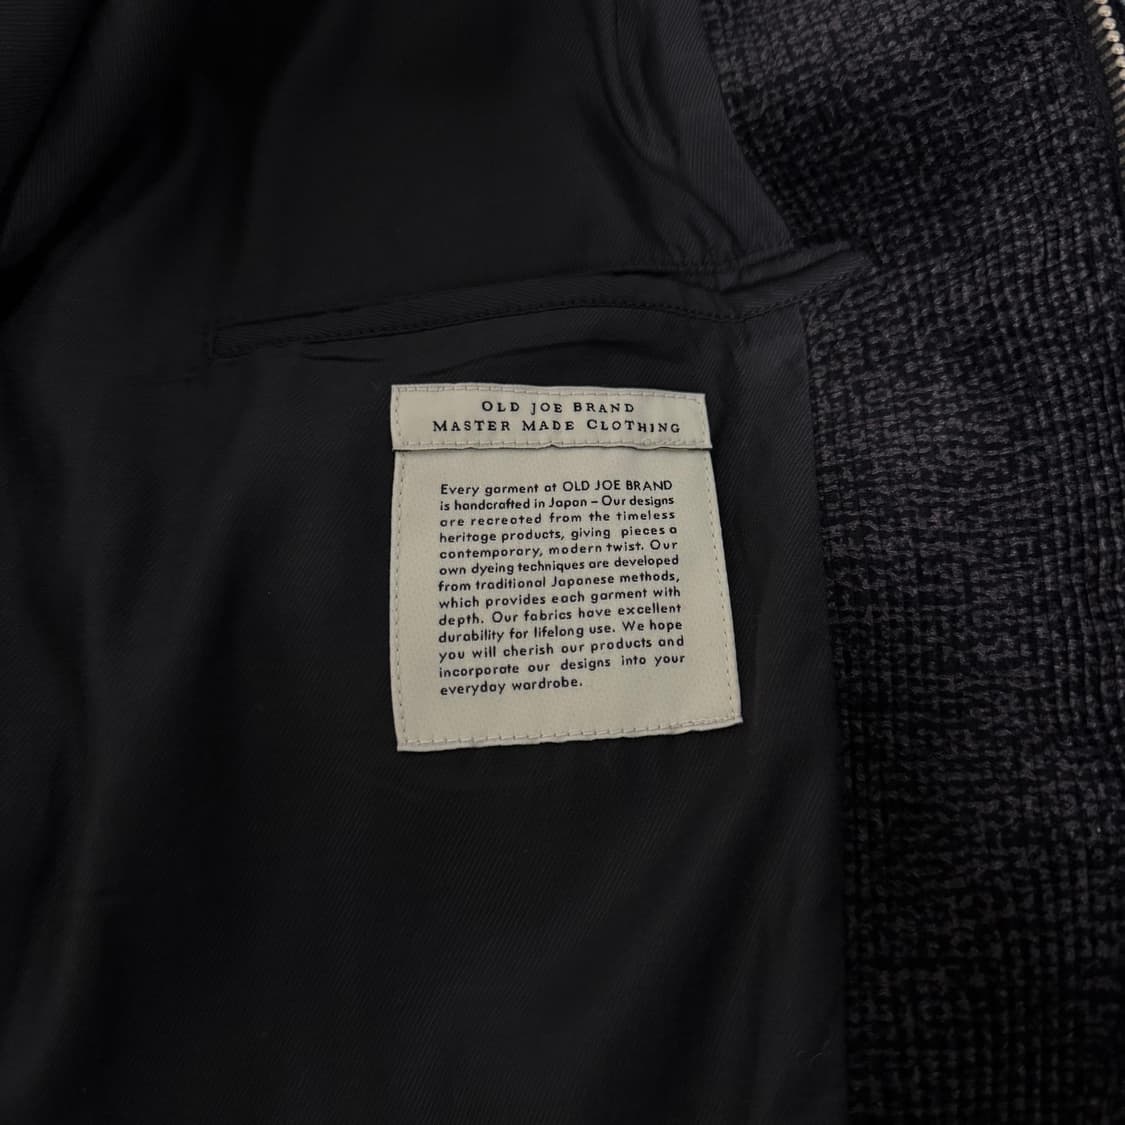 OLD JOE BRAND
MASTER MADE CLOTHING
Every garment at OLD JOE BRAND
is handcrafted in Japan – Our designs
are recreated from the timeless
heritage products, giving pieces a
contemporary, modern twist. Our
own dyeing techniques are developed
from traditional Japanese methods,
which provides each garment with
depth. Our fabrics have excellent
durability for lifelong use. We hope
you will cherish our products and
incorporate our designs into your
everyday wardrobe.